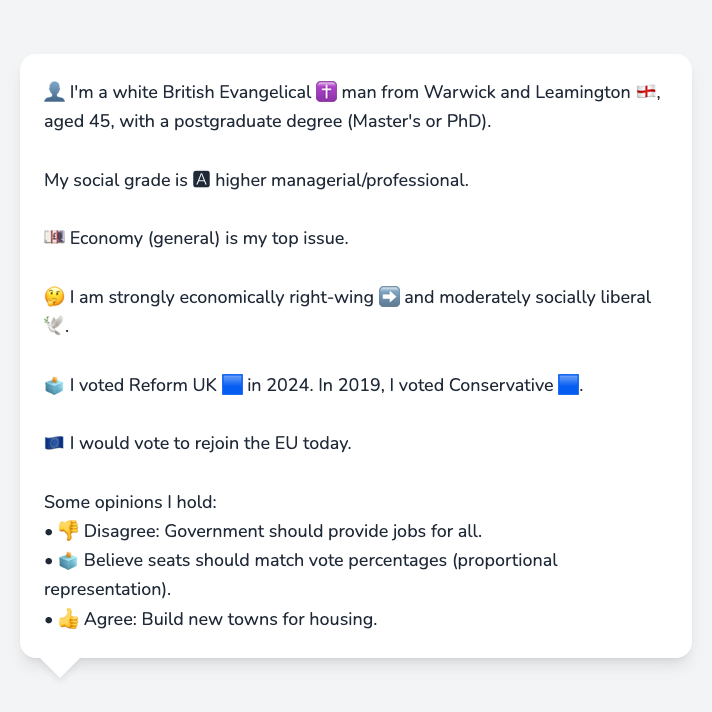 👤 I'm a white British Evangelical ✝️ man from Warwick and Leamington 🏴󠁧󠁢󠁥󠁮󠁧󠁿,
aged 45, with a postgraduate degree (Master's or PhD).
My social grade is 🅰 higher managerial/professional.
💷 Economy (general) is my top issue.
🤔 I am strongly economically right-wing ➡️ and moderately socially liberal
🕊️.
🗳️ I voted Reform UK 🟦 in 2024. In 2019, I voted Conservative 🟦.
🇪🇺 I would vote to rejoin the EU today.
Some opinions I hold:
• 👎 Disagree: Government should provide jobs for all.
• 🗳️ Believe seats should match vote percentages (proportional
representation).
• 👍 Agree: Build new towns for housing.